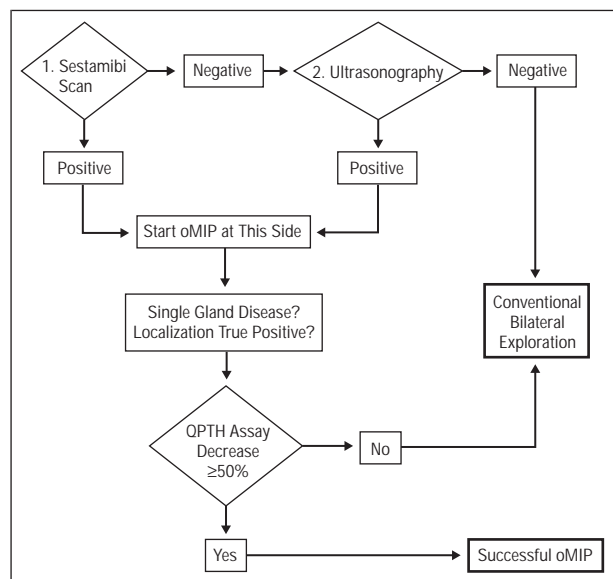 1. Sestamibi
Scan
Negative
2. Ultrasonography
Negative
Positive
Positive
Start oMIP at This Side
Single Gland Disease?
Localization True Positive?
Conventional
Bilateral
Exploration
QPTH Assay
Decrease
≥50%
No
Yes
Successful oMIP